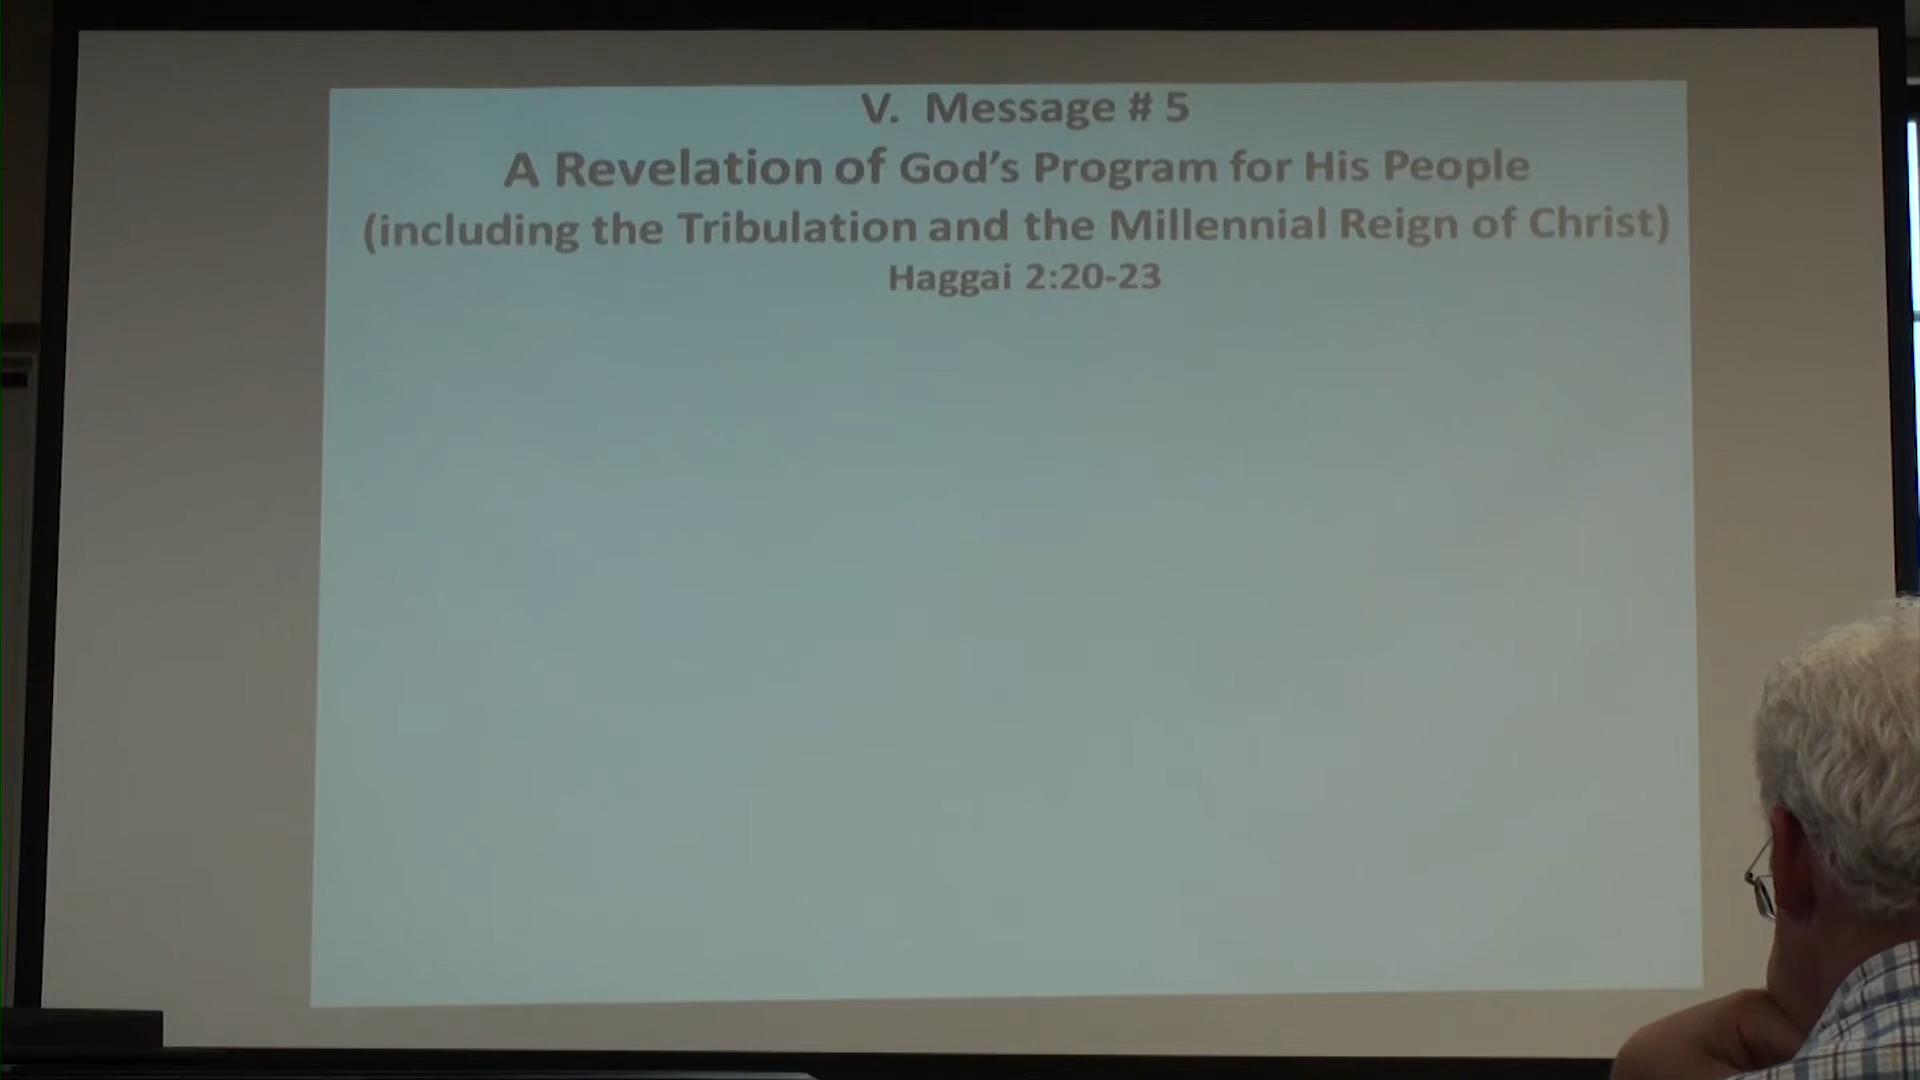 V. Message # 5
A Revelation of God’s Program for His People
(including the Tribulation and the Millennial Reign of Christ)
Haggai 2:20-23